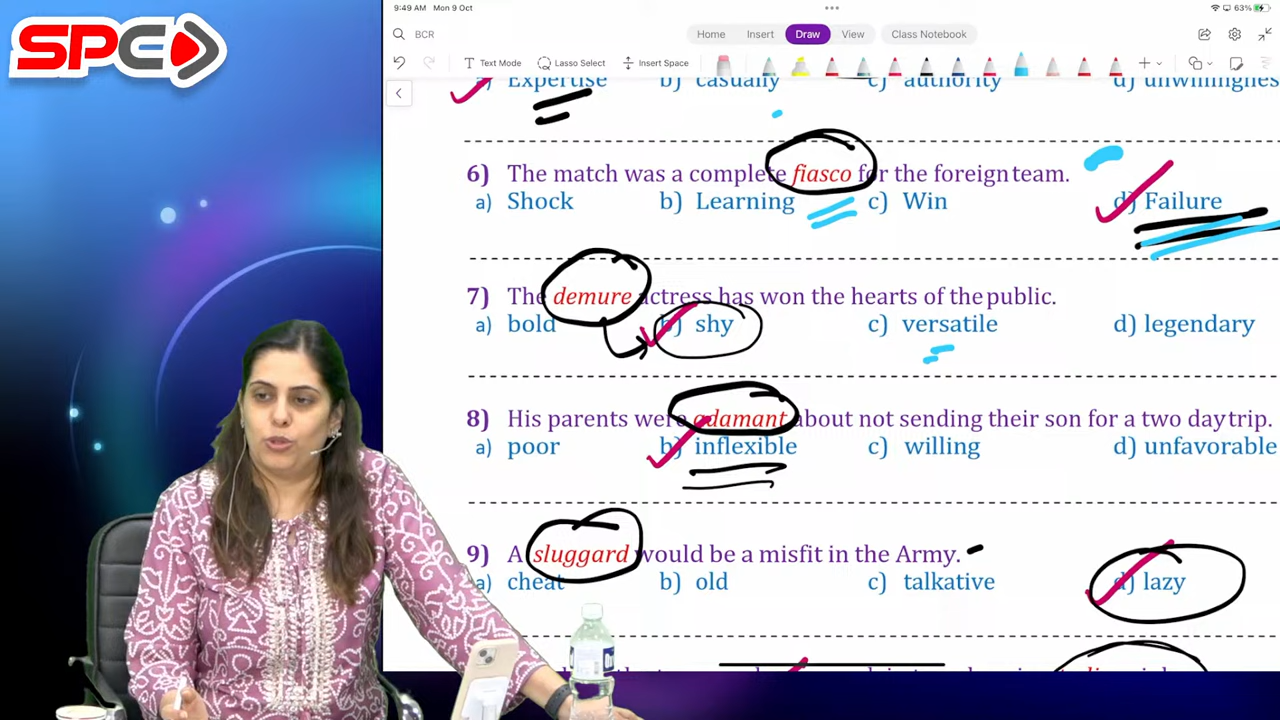 SPE
9:49 AM Mon 9 Oct
63%
BCR
Home Insert Draw View Class Notebook
Text Mode Lasso Select Insert Space
a) Expertise b) casually c) authority d) unwillingnes
6) The match was a complete fiasco for the foreign team.
a) Shock b) Learning c) Win d) Failure
7) The demure actress has won the hearts of the public.
a) bold b) shy c) versatile d) legendary
8) His parents were adamant about not sending their son for a two day trip.
a) poor b) inflexible c) willing d) unfavorable
9) A sluggard would be a misfit in the Army.
a) cheat b) old c) talkative d) lazy